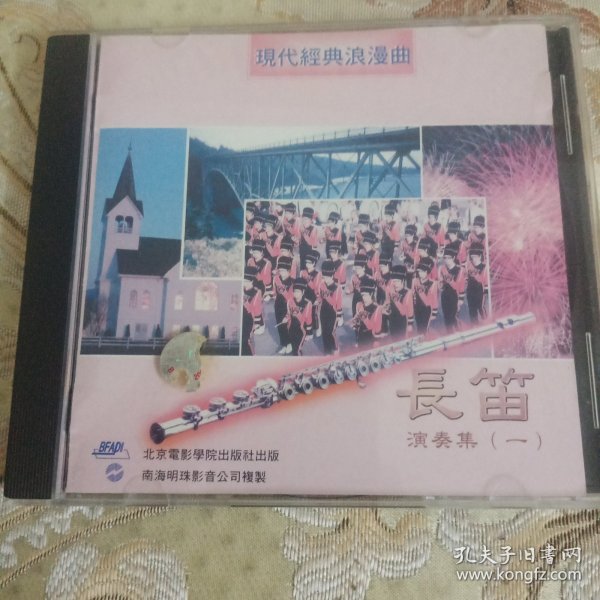 現代經典浪漫曲
長笛
演奏集(一)
BFADI
北京電影學院出版社出版
南海明珠影音公司複製
孔夫子旧书网
www.kongfz.com